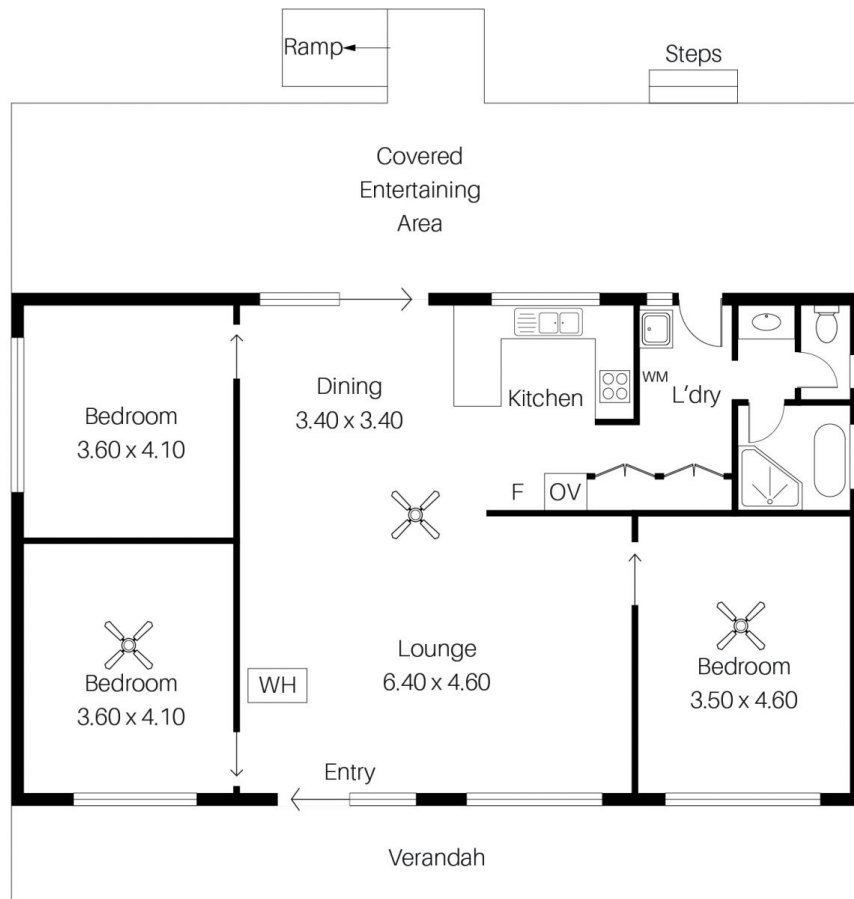 Ramp
Steps
Covered
Entertaining
Area
Dining
3.40 x 3.40
Kitchen
WM
L'dry
Bedroom
3.60 x 4.10
F
OV
Bedroom
3.60 x 4.10
WH
Lounge
6.40 x 4.60
Bedroom
3.50 x 4.60
Entry
Verandah